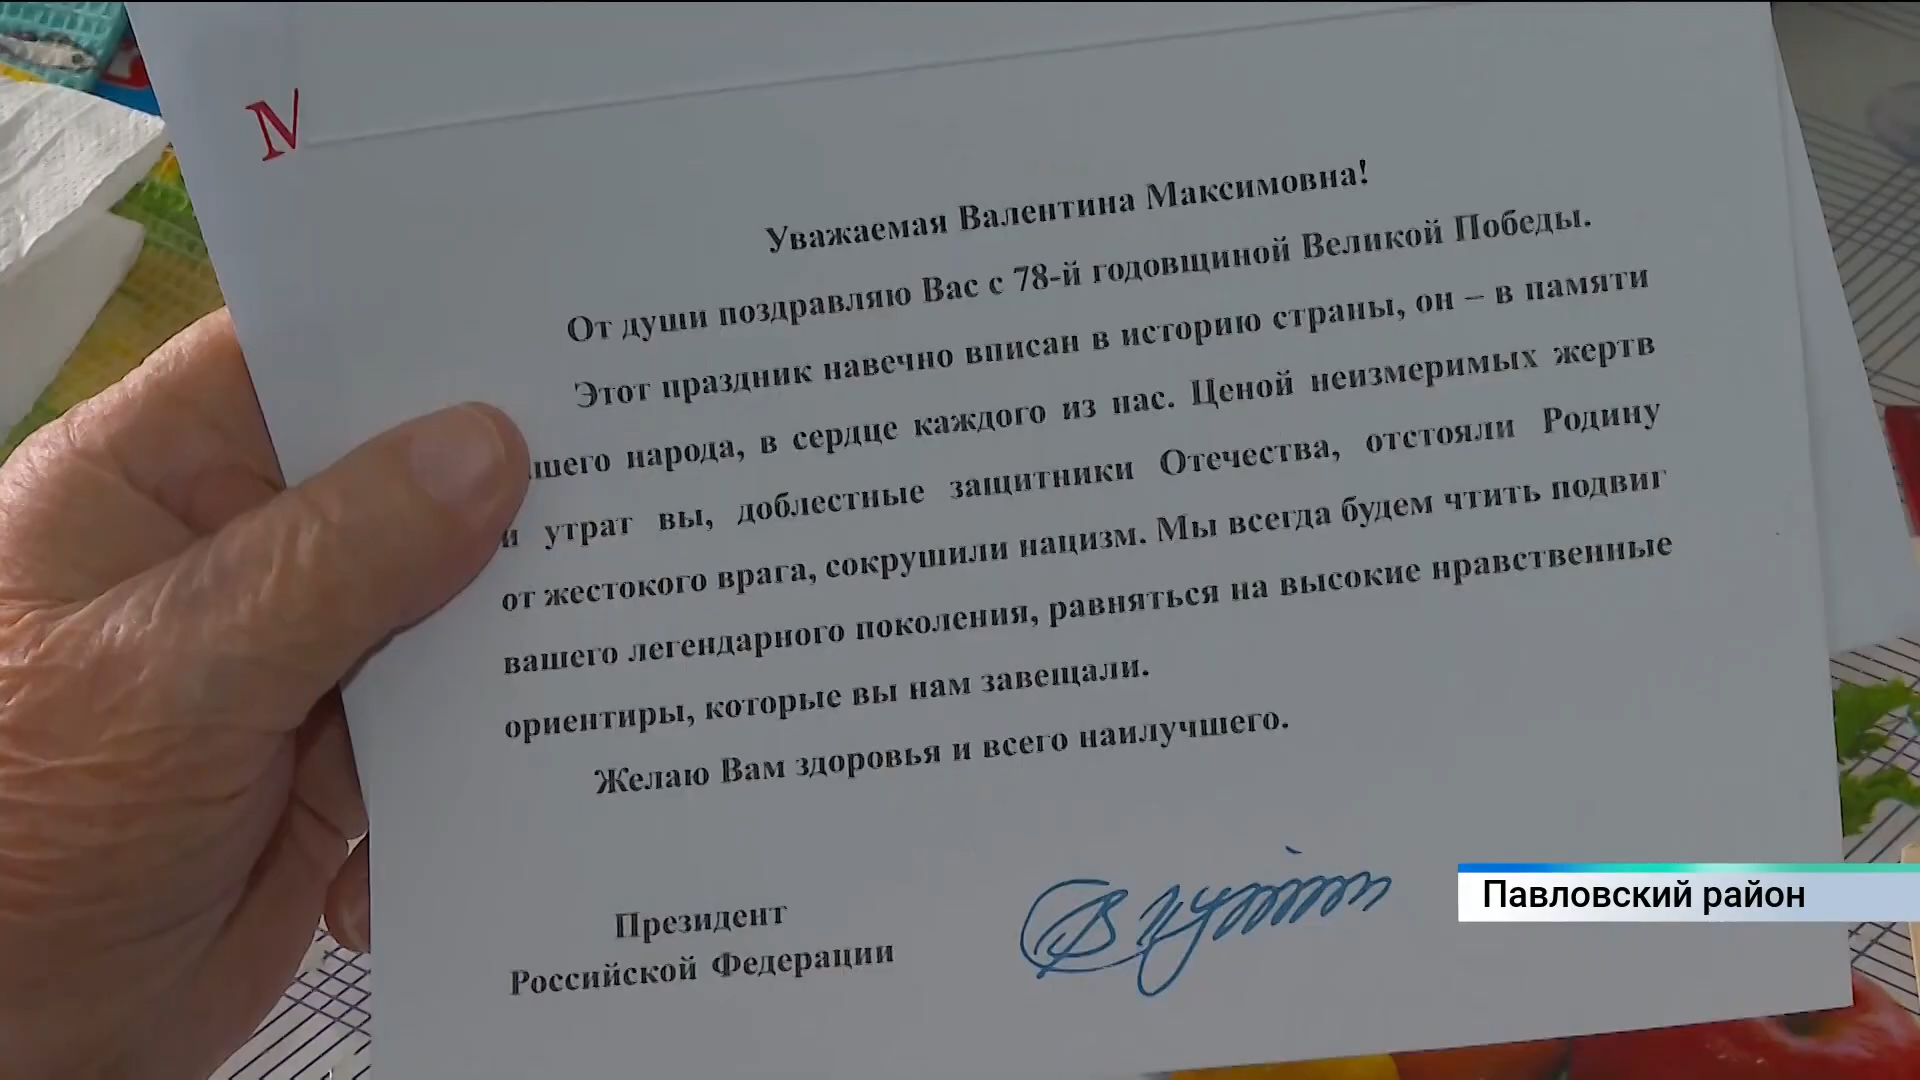 М
Уважаемая Валентина Максимовна!
От души поздравляю Вас с 78-й годовщиной Великой Победы.
Этот праздник навечно вписан в историю страны, он – в памяти
шего народа, в сердце каждого из нас. Ценой неизмеримых жертв
и утрат вы, доблестные защитники Отечества, отстояли Родину
от жестокого врага, сокрушили нацизм. Мы всегда будем чтить подвиг
вашего легендарного поколения, равняться на высокие нравственные
ориентиры, которые вы нам завещали.
Желаю Вам здоровья и всего наилучшего.
Президент
Российской Федерации
Павловский район